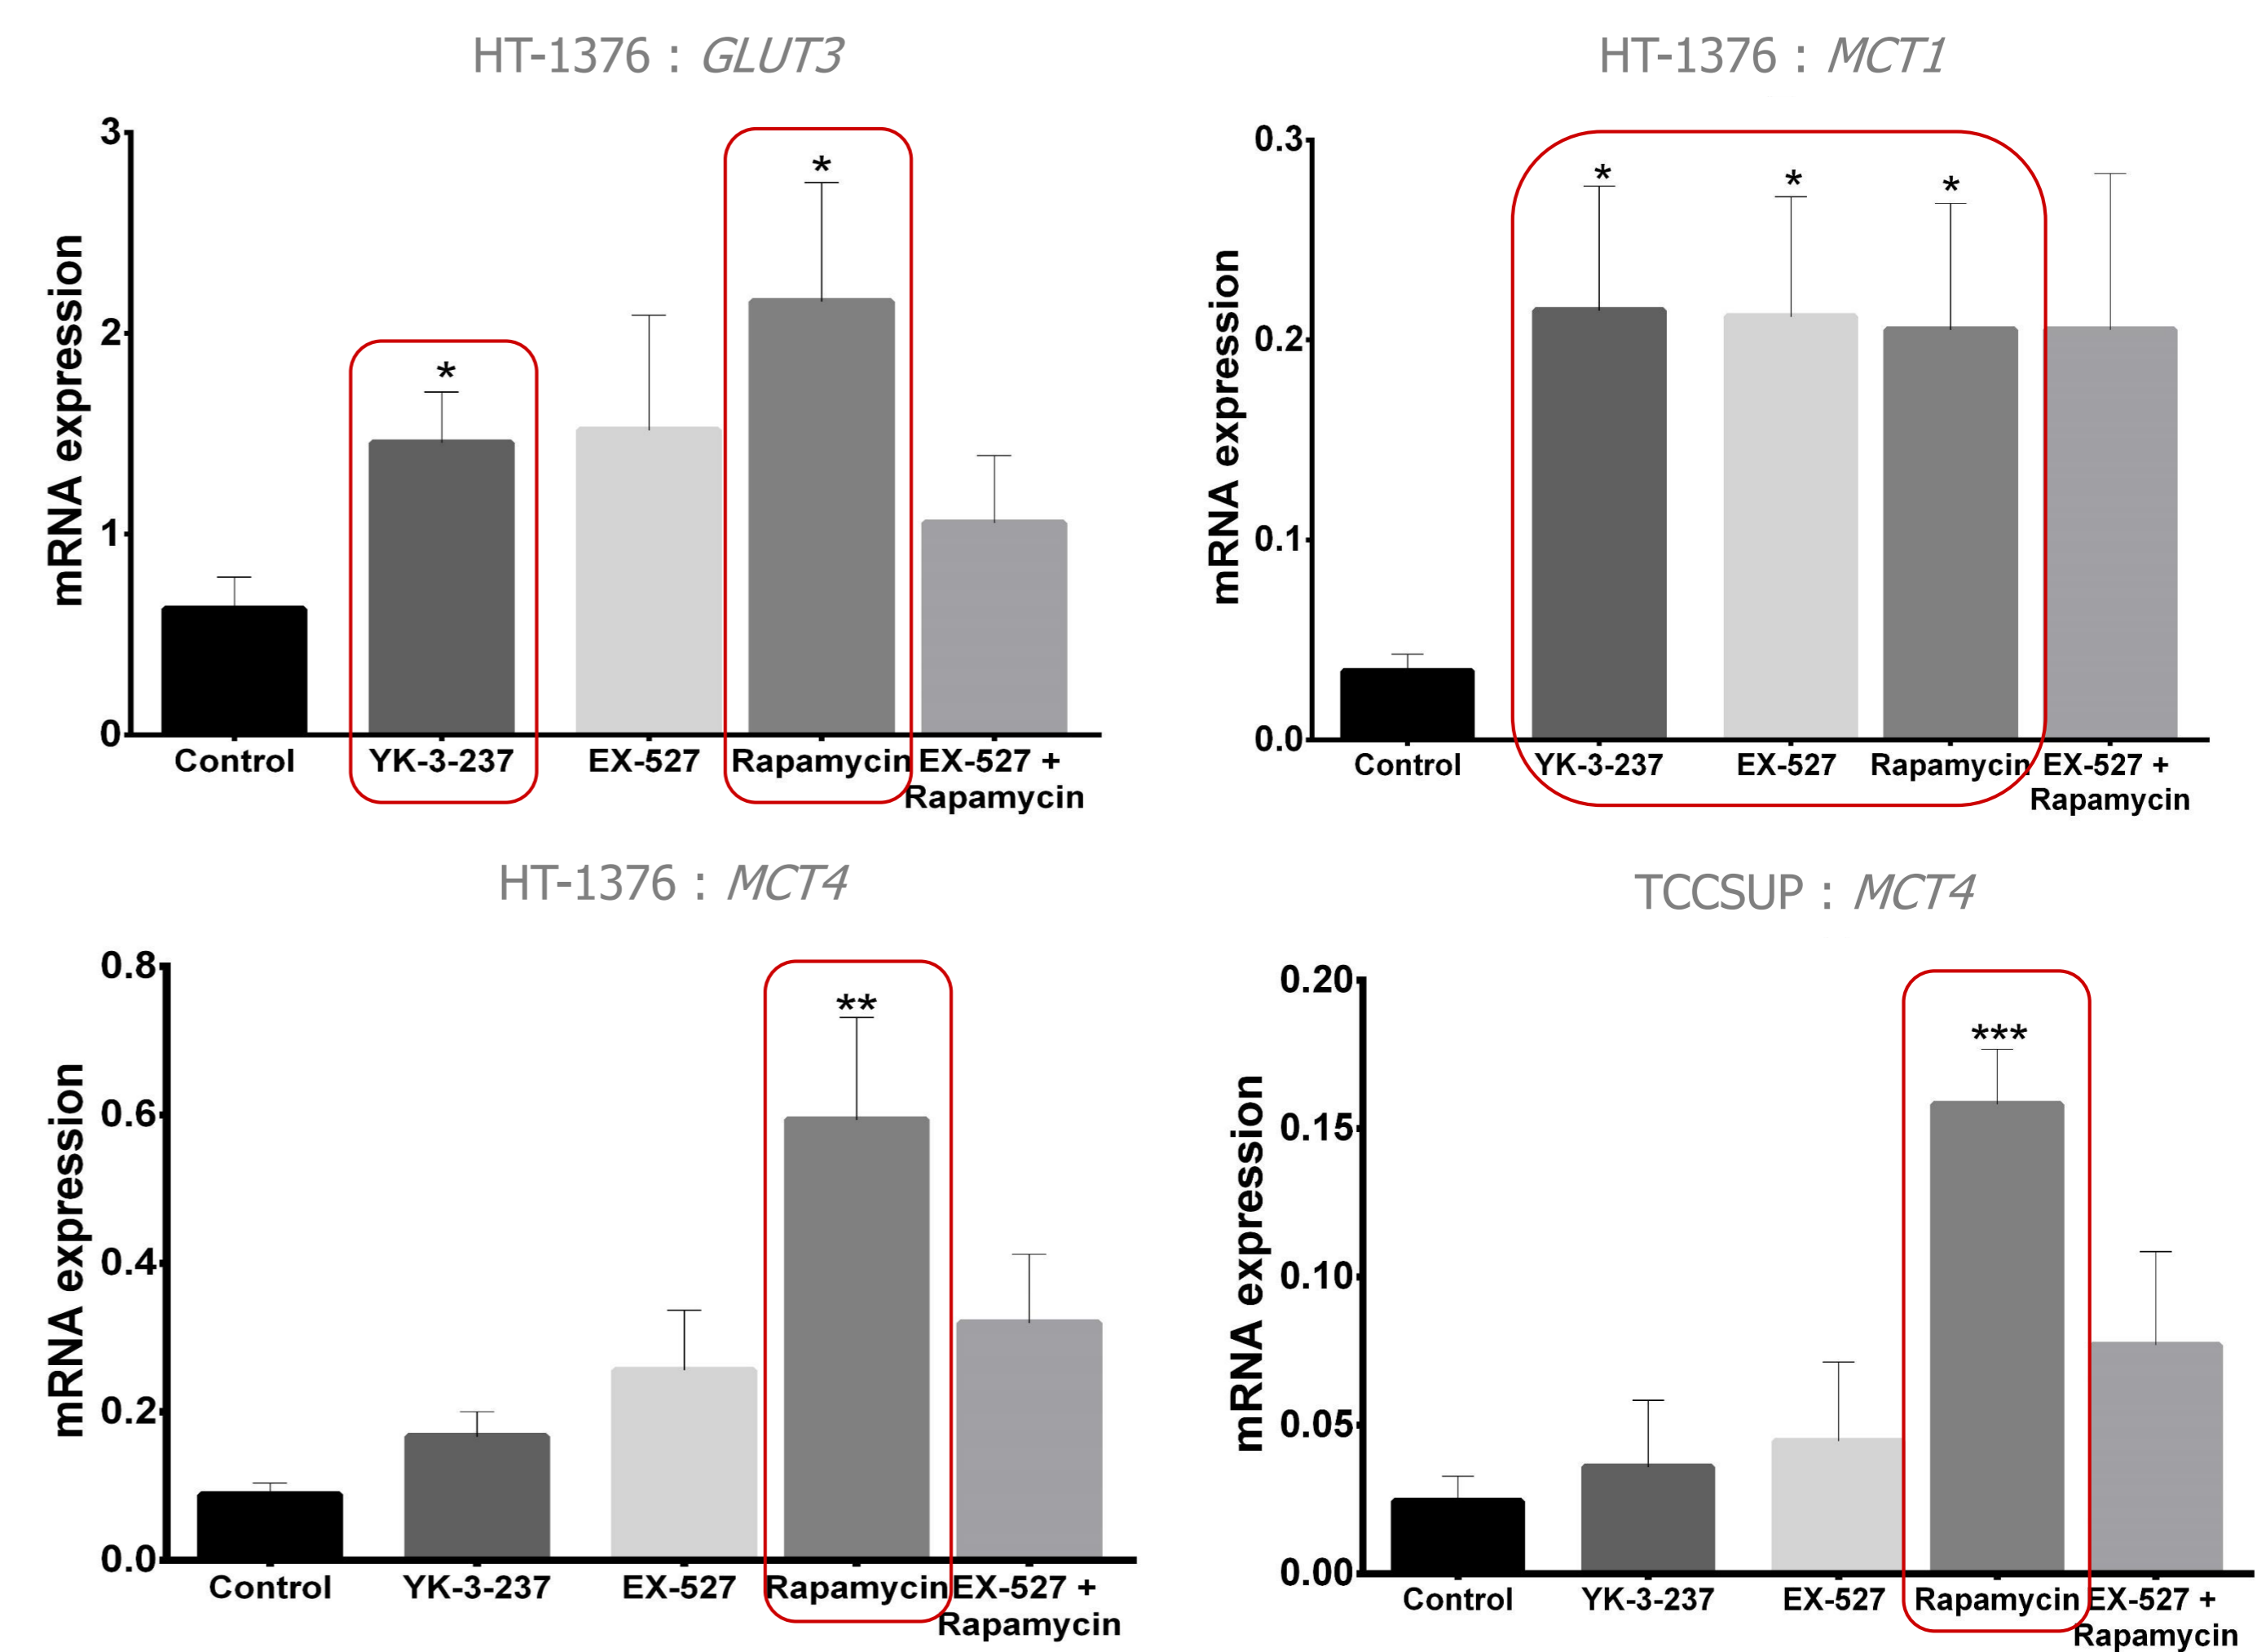 HT-1376 : GLUT3
mRNA expression
3
2
1
0
*
*
Control
YK-3-237
EX-527
Rapamycin
EX-527 +
Rapamycin
HT-1376 : MCT1
mRNA expression
0.3
0.2
0.1
0.0
*
*
*
Control
YK-3-237
EX-527
Rapamycin
EX-527 +
Rapamycin
HT-1376 : MCT4
mRNA expression
0.8
0.6
0.4
0.2
0.0
**
Control
YK-3-237
EX-527
Rapamycin
EX-527 +
Rapamycin
TCCSUP : MCT4
mRNA expression
0.20
0.15
0.10
0.05
0.00
***
Control
YK-3-237
EX-527
Rapamycin
EX-527 +
Rapamycin